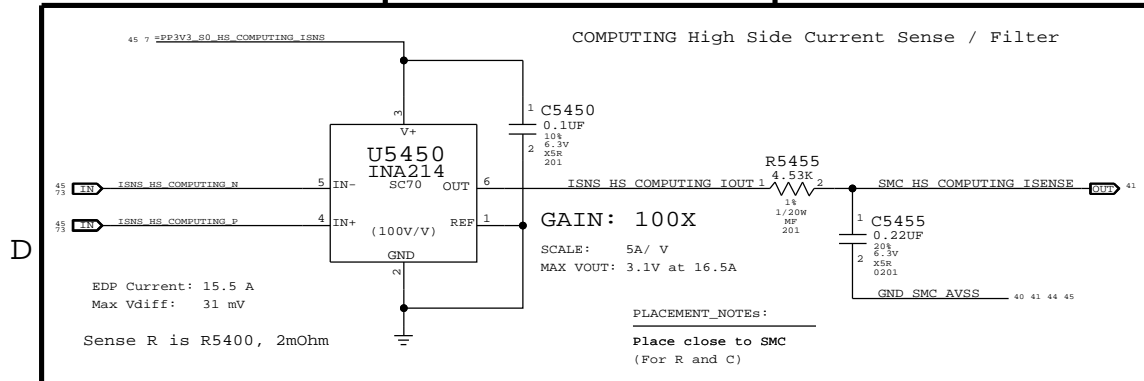 COMPUTING High Side Current Sense / Filter
45 7 =PP3V3_S0_HS_COMPUTING_ISNS
3
V+
U5450
INA214
SC70
(100V/V)
5 IN-
4 IN+
OUT 6
REF 1
GND
2
45
73
IN ISNS_HS_COMPUTING_N
45
73
IN ISNS_HS_COMPUTING_P
1 C5450
0.1UF
10%
6.3V
2 X5R
201
ISNS_HS_COMPUTING_IOUT
R5455
4.53K
1 2
1%
1/20W
MF
201
SMC_HS_COMPUTING_ISENSE
OUT 41
1 C5455
0.22UF
20%
6.3V
2 X5R
0201
GND_SMC_AVSS 40 41 44 45
GAIN: 100X
SCALE: 5A/ V
MAX VOUT: 3.1V at 16.5A
D
EDP Current: 15.5 A
Max Vdiff: 31 mV
Sense R is R5400, 2mOhm
PLACEMENT_NOTEs:
Place close to SMC
(For R and C)